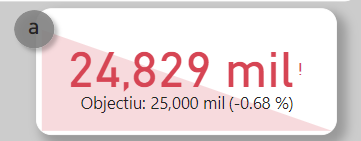 a
24,829 mil!
Objectiu: 25,000 mil (-0.68 %)